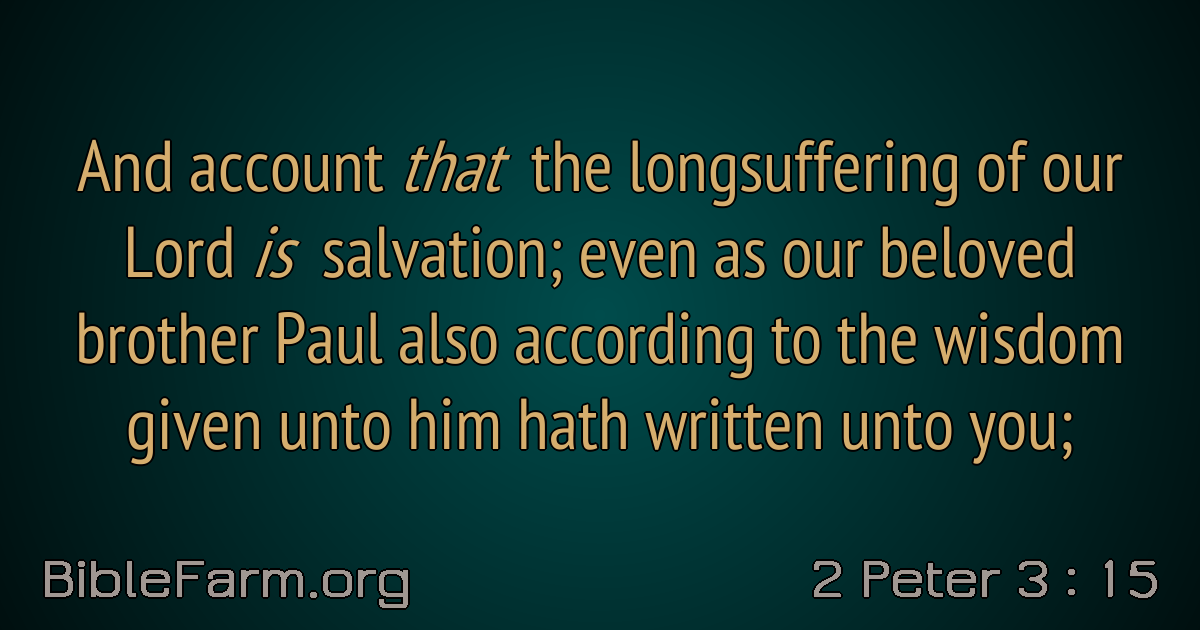 And account that the longsuffering of our
Lord is salvation; even as our beloved
brother Paul also according to the wisdom
given unto him hath written unto you;
BibleFarm.org
2 Peter 3 : 15